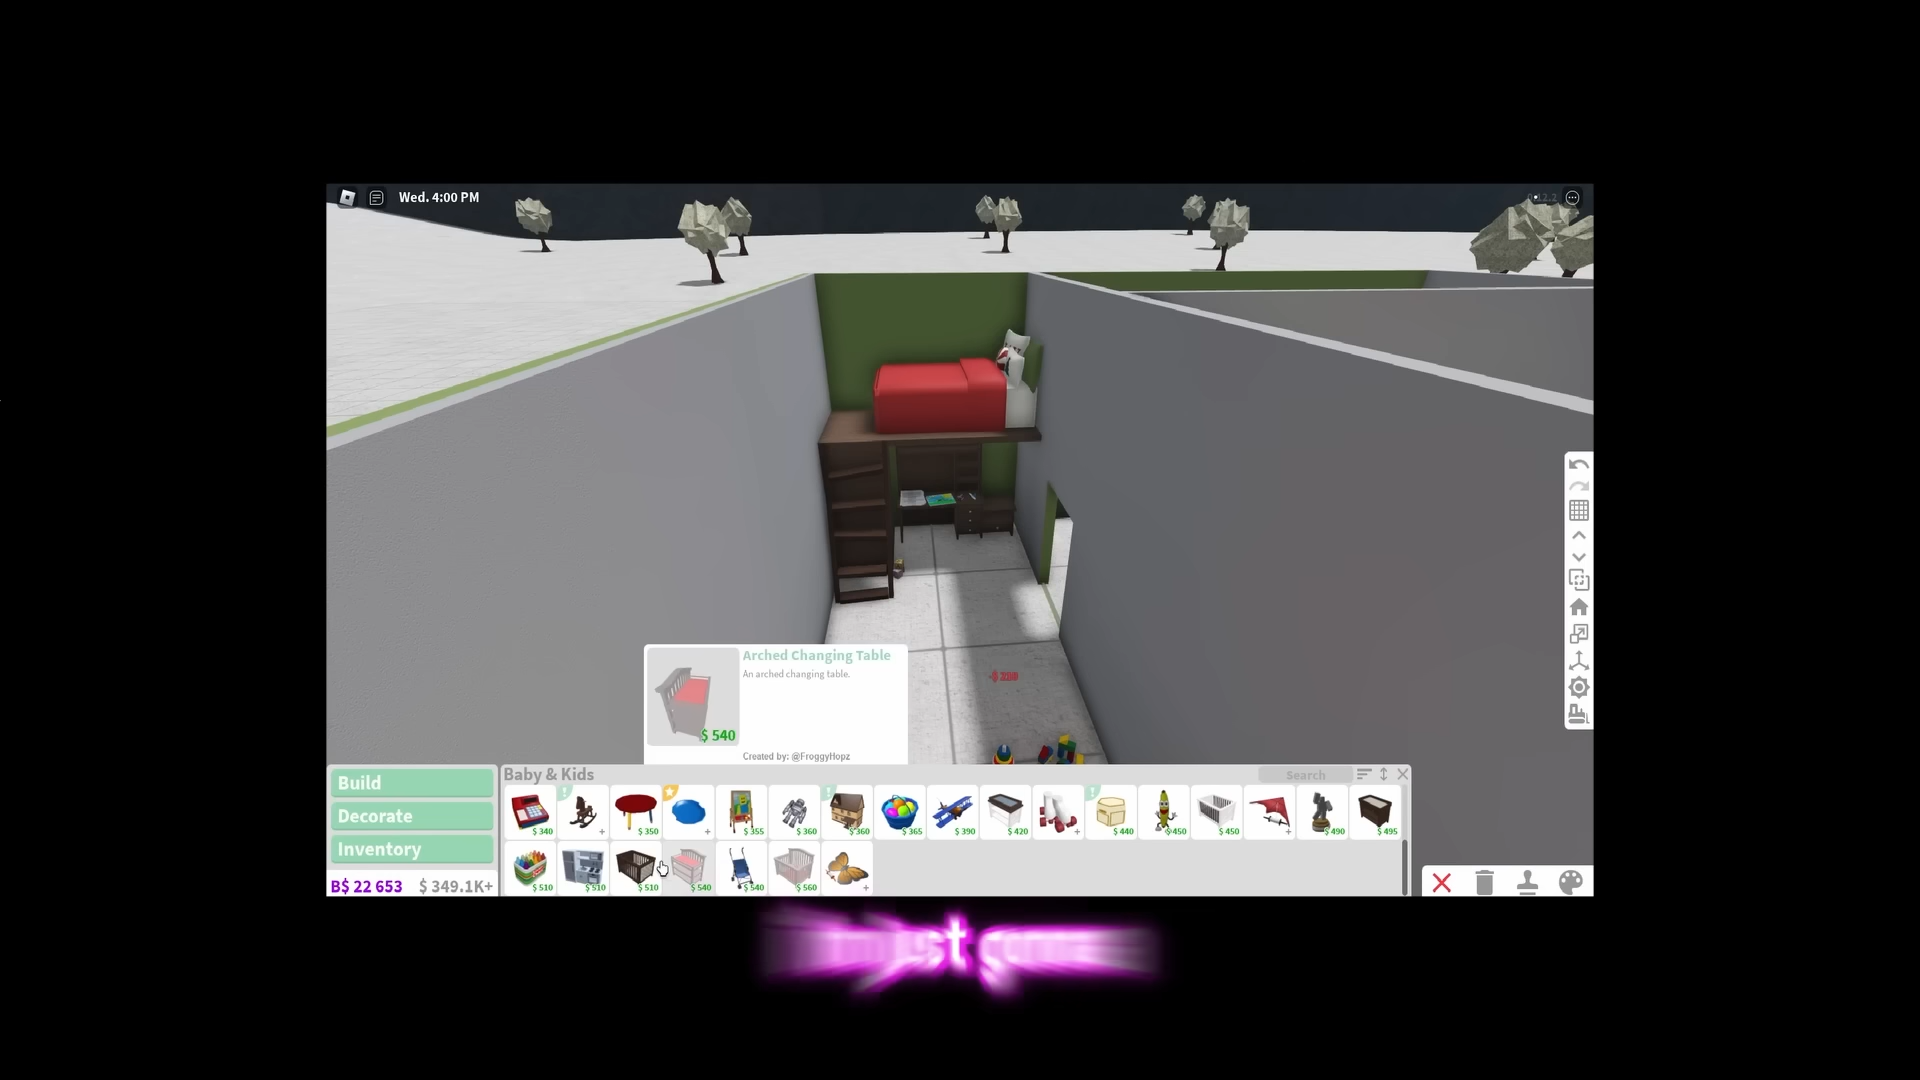 Wed. 4:00 PM
Arched Changing Table
An arched changing table.
$ 540
Created by: @FroggyHopz
Build
Decorate
Inventory
B$ 22 653 $ 349.1K+
Baby & Kids
Search
$ 340 + $ 350 + $ 355 $ 360 $ 360 $ 365 $ 390 $ 420 + $ 440 $ 450 $ 450 + $ 490 $ 495
$ 510 $ 510 $ 510 $ 540 $ 540 $ 560 +